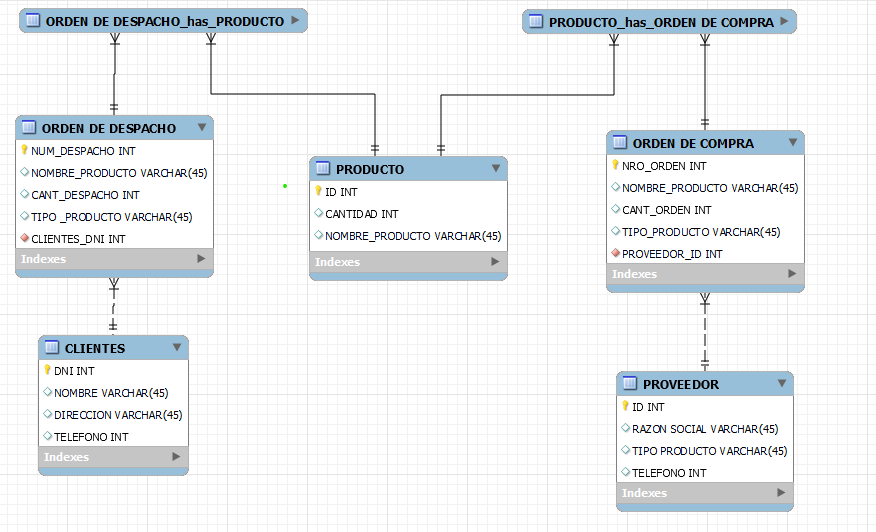 ORDEN DE DESPACHO_has_PRODUCTO
PRODUCTO_has_ORDEN DE COMPRA
ORDEN DE DESPACHO
NUM_DESPACHO INT
NOMBRE_PRODUCTO VARCHAR(45)
CANT_DESPACHO INT
TIPO _PRODUCTO VARCHAR(45)
CLIENTES_DNI INT
Indexes
PRODUCTO
ID INT
CANTIDAD INT
NOMBRE_PRODUCTO VARCHAR(45)
Indexes
ORDEN DE COMPRA
NRO_ORDEN INT
NOMBRE_PRODUCTO VARCHAR(45)
CANT_ORDEN INT
TIPO_PRODUCTO VARCHAR(45)
PROVEEDOR_ID INT
Indexes
CLIENTES
DNI INT
NOMBRE VARCHAR(45)
DIRECCION VARCHAR(45)
TELEFONO INT
Indexes
PROVEEDOR
ID INT
RAZON SOCIAL VARCHAR(45)
TIPO PRODUCTO VARCHAR(45)
TELEFONO INT
Indexes